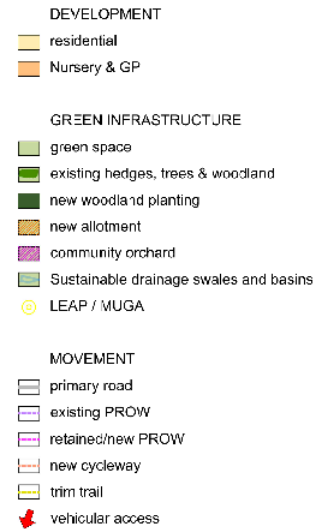 DEVELOPMENT
residential
Nursery & GP
GREEN INFRASTRUCTURE
green space
existing hedges, trees & woodland
new woodland planting
new allotment
community orchard
Sustainable drainage swales and basins
LEAP / MUGA
MOVEMENT
primary road
existing PROW
retained/new PROW
new cycleway
trim trail
vehicular access